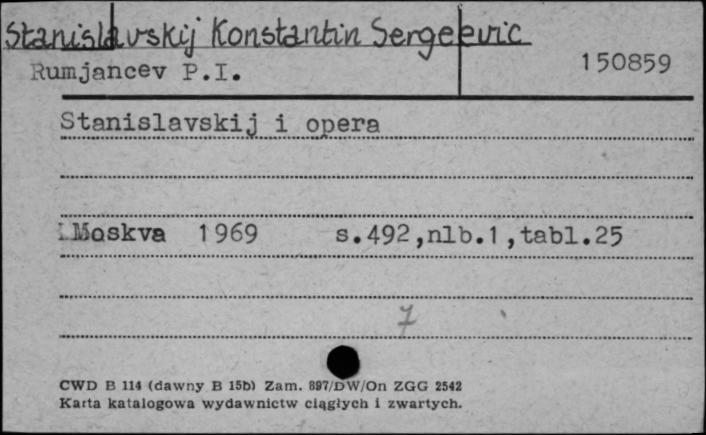 Stanislavskij Konstantin Sergeevic
Rumjancev P.I. 150859
Stanislavskij i opera
Moskva 1969 s.492,nlb.1,tabl.25
7
CWD B 114 (dawny B 15b) Zam. 897/DW/On ZGG 2542
Karta katalogowa wydawnictw ciągłych i zwartych.